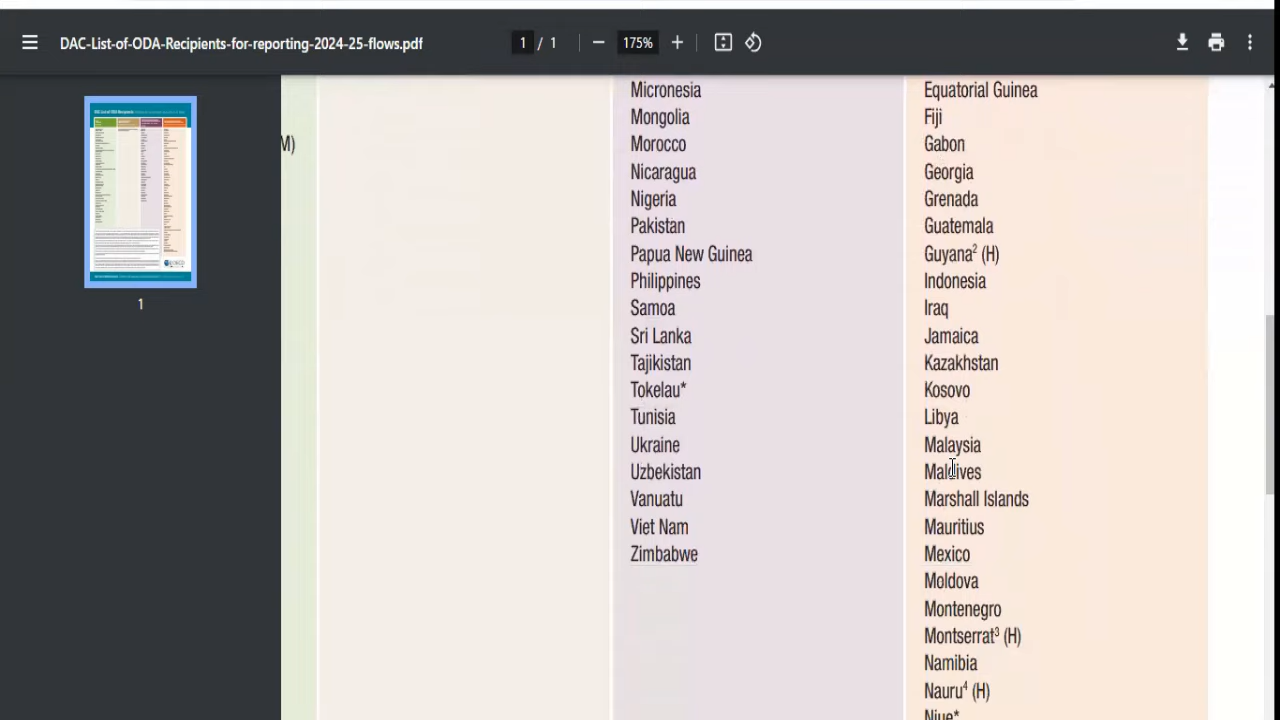 DAC-List-of-ODA-Recipients-for-reporting-2024-25-flows.pdf
1 / 1
175%
1
M)
Micronesia
Mongolia
Morocco
Nicaragua
Nigeria
Pakistan
Papua New Guinea
Philippines
Samoa
Sri Lanka
Tajikistan
Tokelau*
Tunisia
Ukraine
Uzbekistan
Vanuatu
Viet Nam
Zimbabwe
Equatorial Guinea
Fiji
Gabon
Georgia
Grenada
Guatemala
Guyana² (H)
Indonesia
Iraq
Jamaica
Kazakhstan
Kosovo
Libya
Malaysia
Maldives
Marshall Islands
Mauritius
Mexico
Moldova
Montenegro
Montserrat³ (H)
Namibia
Nauru⁴ (H)
Niue*